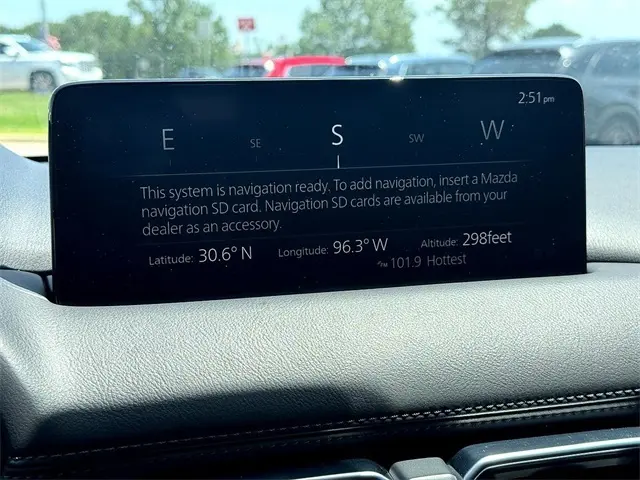 2:51pm
E SE S SW W
This system is navigation ready. To add navigation, insert a Mazda
navigation SD card. Navigation SD cards are available from your
dealer as an accessory.
Latitude: 30.6° N Longitude: 96.3° W Altitude: 298feet
FM 101.9 Hottest